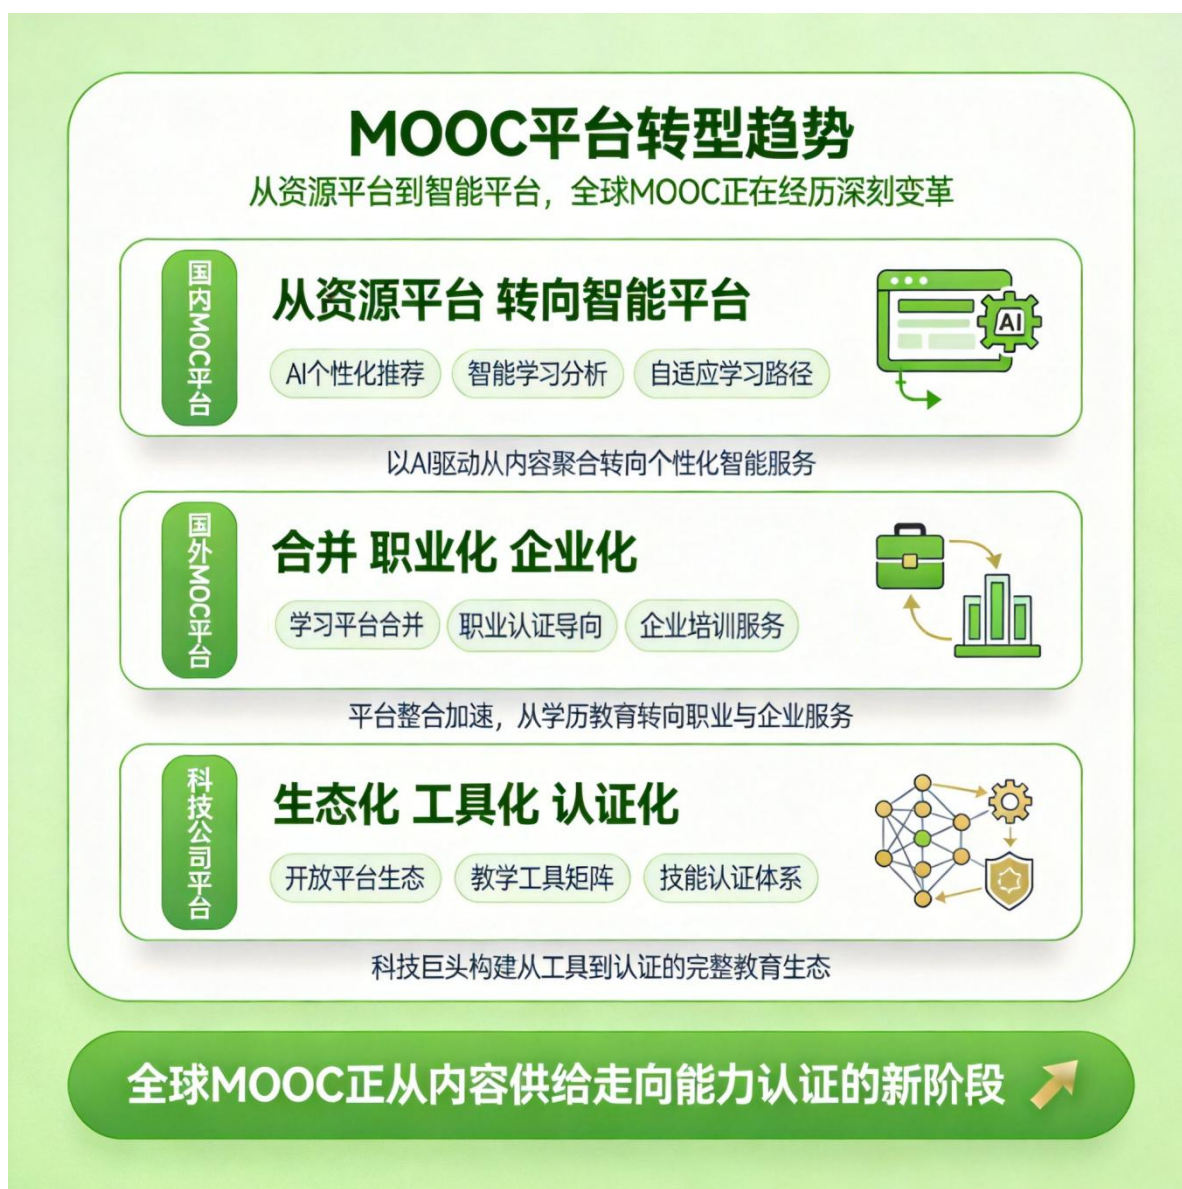 MOOC平台转型趋势
从资源平台到智能平台，全球MOOC正在经历深刻变革
国内MOC平台
从资源平台 转向智能平台
AI个性化推荐 智能学习分析 自适应学习路径
AI
以AI驱动从内容聚合转向个性化智能服务
国外MOC平台
合并 职业化 企业化
学习平台合并 职业认证导向 企业培训服务
平台整合加速，从学历教育转向职业与企业服务
科技公司平台
生态化 工具化 认证化
开放平台生态 教学工具矩阵 技能认证体系
科技巨头构建从工具到认证的完整教育生态
全球MOOC正从内容供给走向能力认证的新阶段